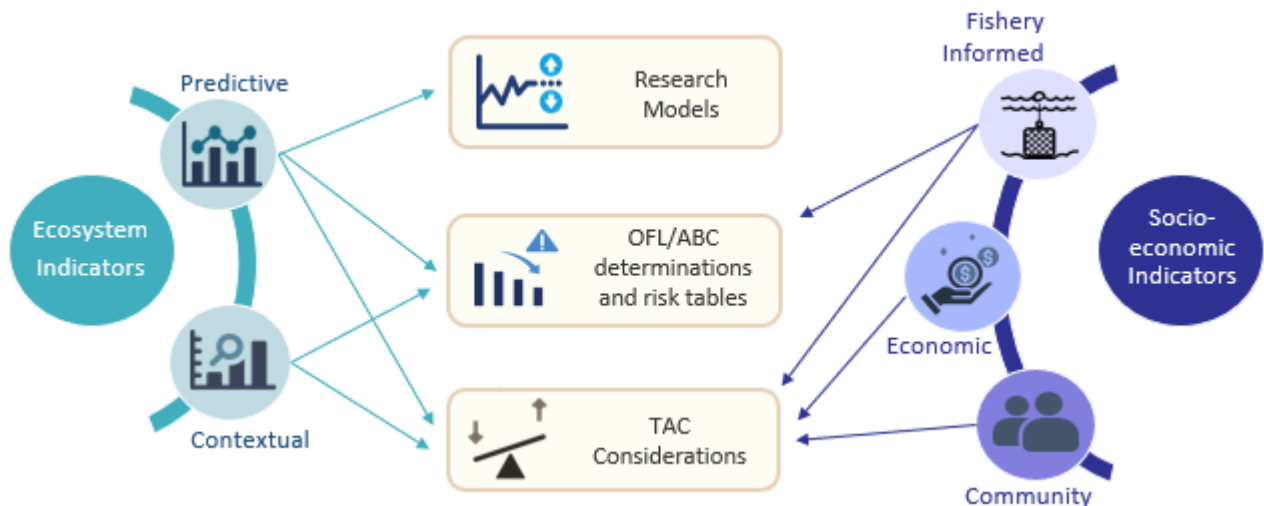 Fishery
Informed
Predictive
Research
Models
Ecosystem
Indicators
OFL/ABC
determinations
and risk tables
Socio-
economic
Indicators
Economic
Contextual
TAC
Considerations
Community